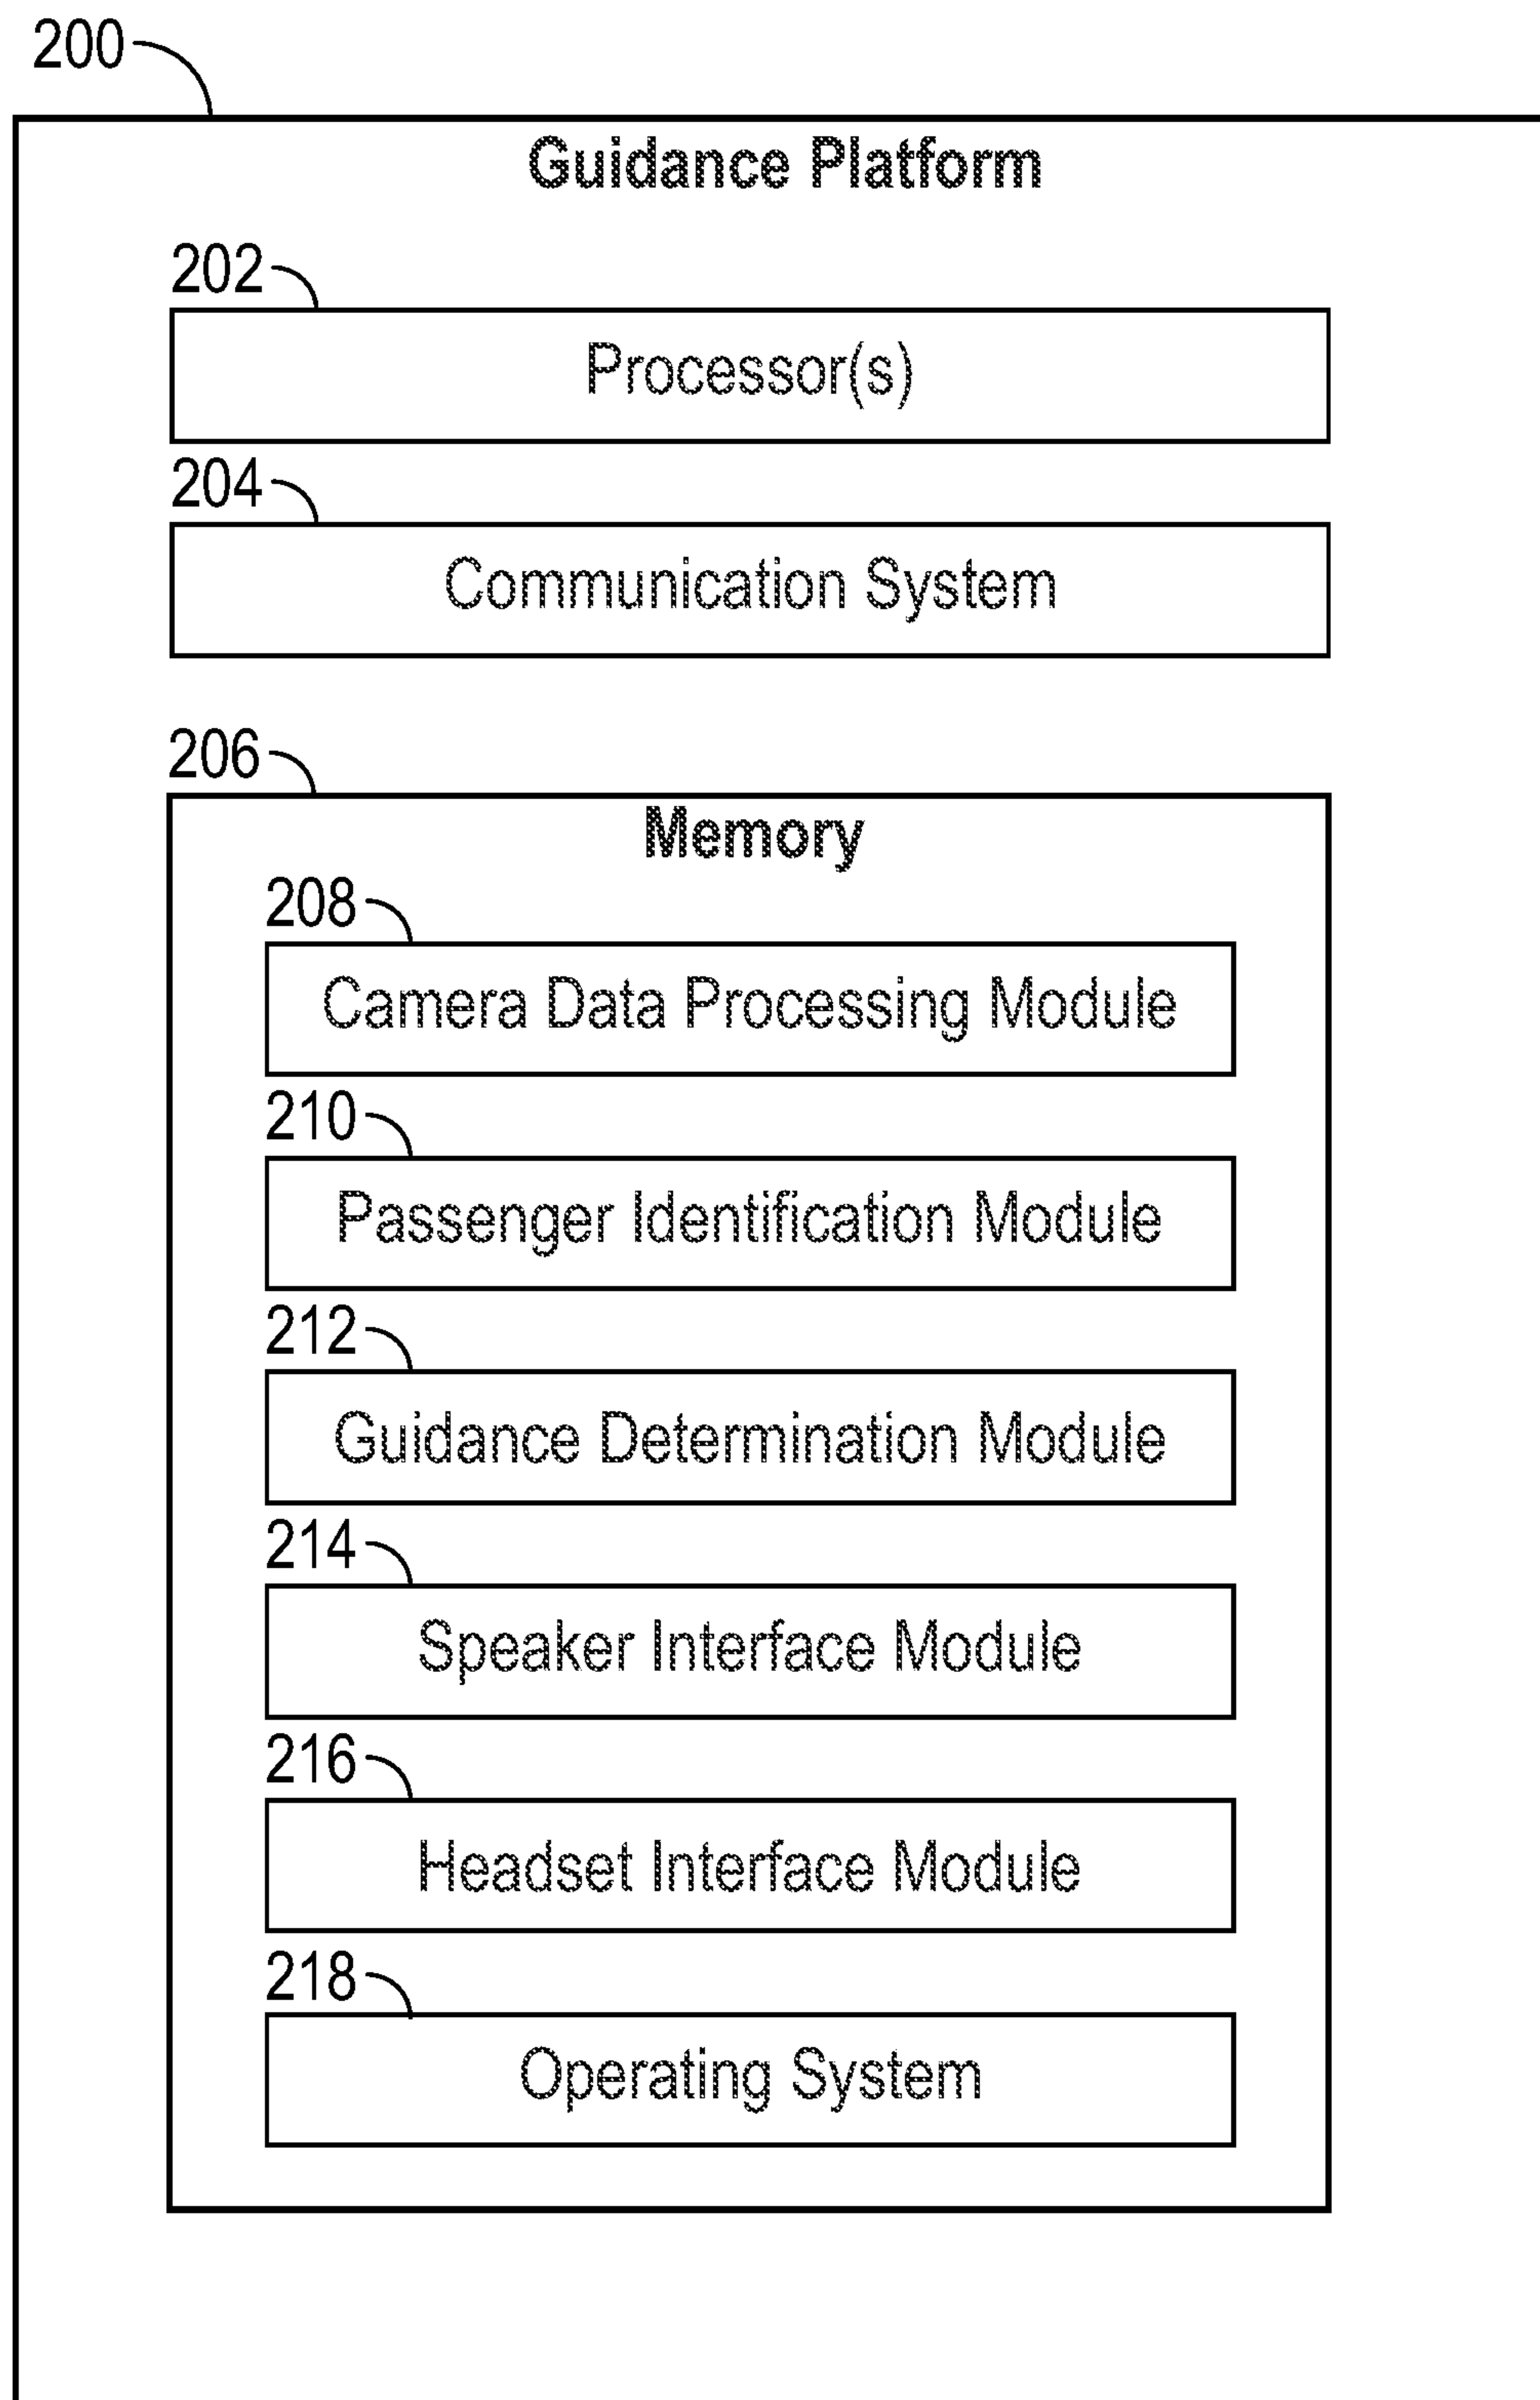 200
Guidance Platform
202
Processor(s)
204
Communication System
206
Memory
208
Camera Data Processing Module
210
Passenger Identification Module
212
Guidance Determination Module
214
Speaker Interface Module
216
Headset Interface Module
218
Operating System